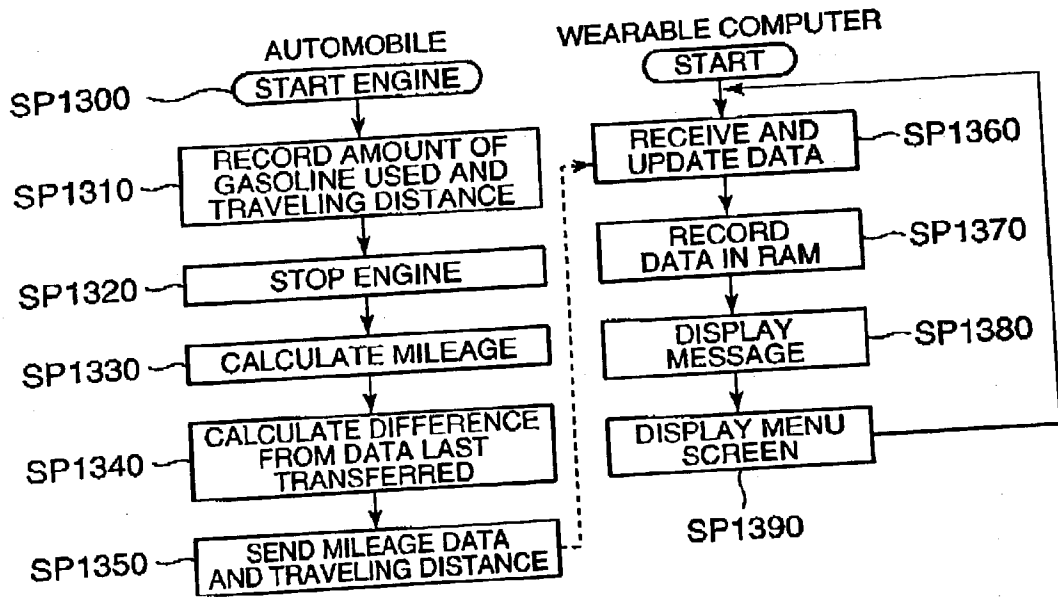 AUTOMOBILE
START ENGINE
SP1300
RECORD AMOUNT OF
GASOLINE USED AND
TRAVELING DISTANCE
SP1310
STOP ENGINE
SP1320
CALCULATE MILEAGE
SP1330
CALCULATE DIFFERENCE
FROM DATA LAST
TRANSFERRED
SP1340
SEND MILEAGE DATA
AND TRAVELING DISTANCE
SP1350
WEARABLE COMPUTER
START
RECEIVE AND
UPDATE DATA
SP1360
RECORD
DATA IN RAM
SP1370
DISPLAY
MESSAGE
SP1380
DISPLAY MENU
SCREEN
SP1390